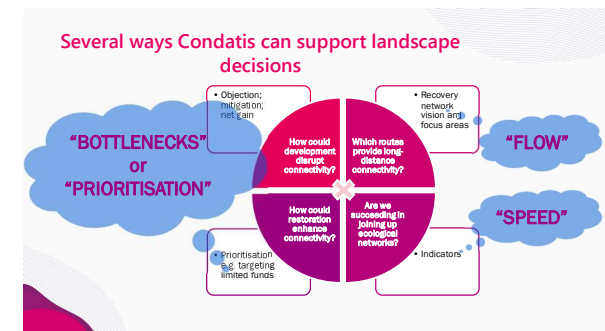 Several ways Condatis can support landscape
decisions
• Objection;
mitigation;
net gain
• Recovery
network
vision and
focus areas
“BOTTLENECKS”
or
“PRIORITISATION”
How could
development
disrupt
connectivity?
Which routes
provide long-
distance
connectivity?
“FLOW”
How could
restoration
enhance
connectivity?
Are we
succeeding in
joining up
ecological
networks?
“SPEED”
• Prioritisation
e.g. targeting
limited funds
• Indicators